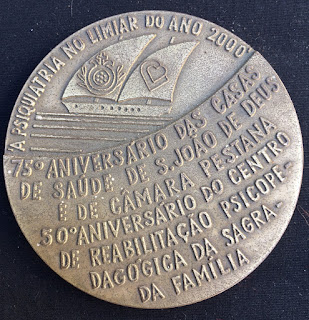 A PSIQUIATRIA NO LIMIAR DO ANO 2000
75º ANIVERSÁRIO DAS CASAS
DE SAÚDE DE S. JOÃO DE DEUS
E DE CÂMARA PESTANA
50º ANIVERSÁRIO DO CENTRO
DE REABILITAÇÃO PSICOPE-
DAGÓGICA DA SAGRA-
DA FAMÍLIA